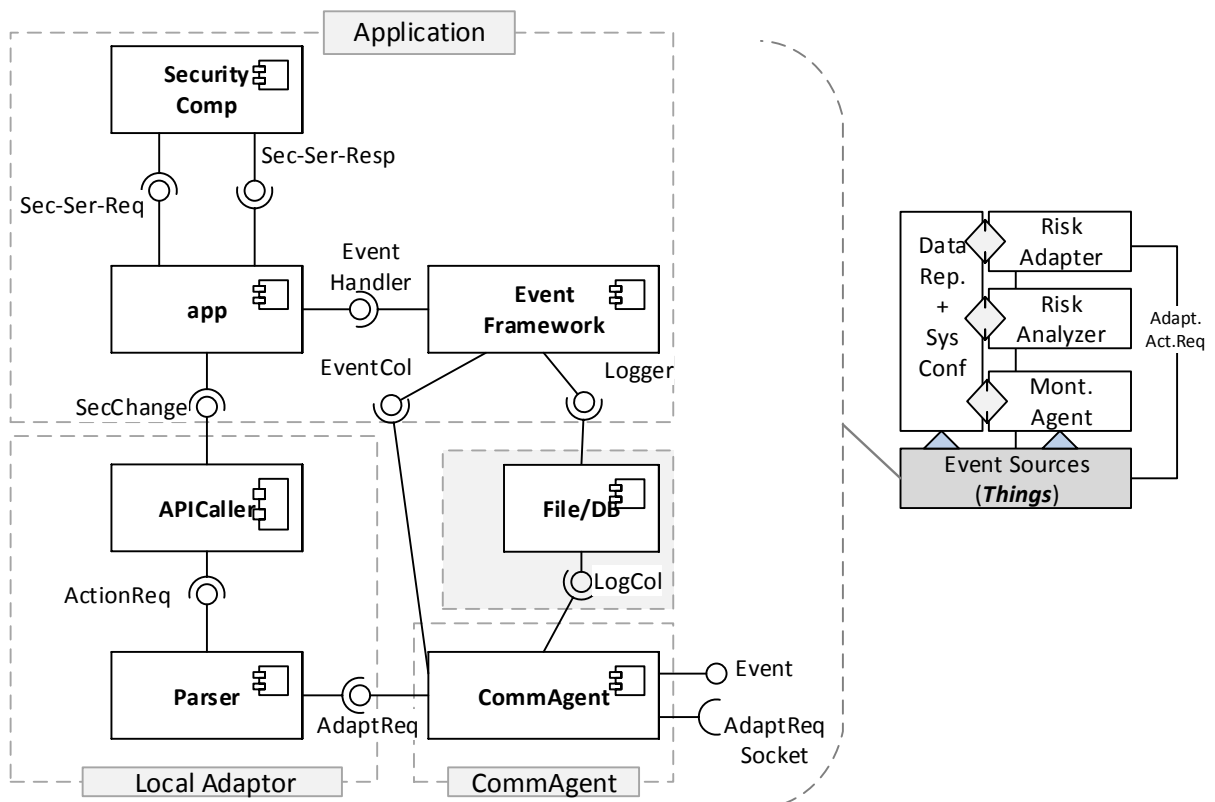 Application
Security
Comp
Sec-Ser-Resp
Sec-Ser-Req
Event
Handler
app
Event
Framework
EventCol
Logger
SecChange
APICaller
File/DB
LogCol
ActionReq
Parser
CommAgent
AdaptReq
Event
AdaptReq
Socket
Local Adaptor
CommAgent
Data
Rep.
+
Sys
Conf
Risk
Adapter
Risk
Analyzer
Mont.
Agent
Adapt.
Act.Req
Event Sources
(Things)